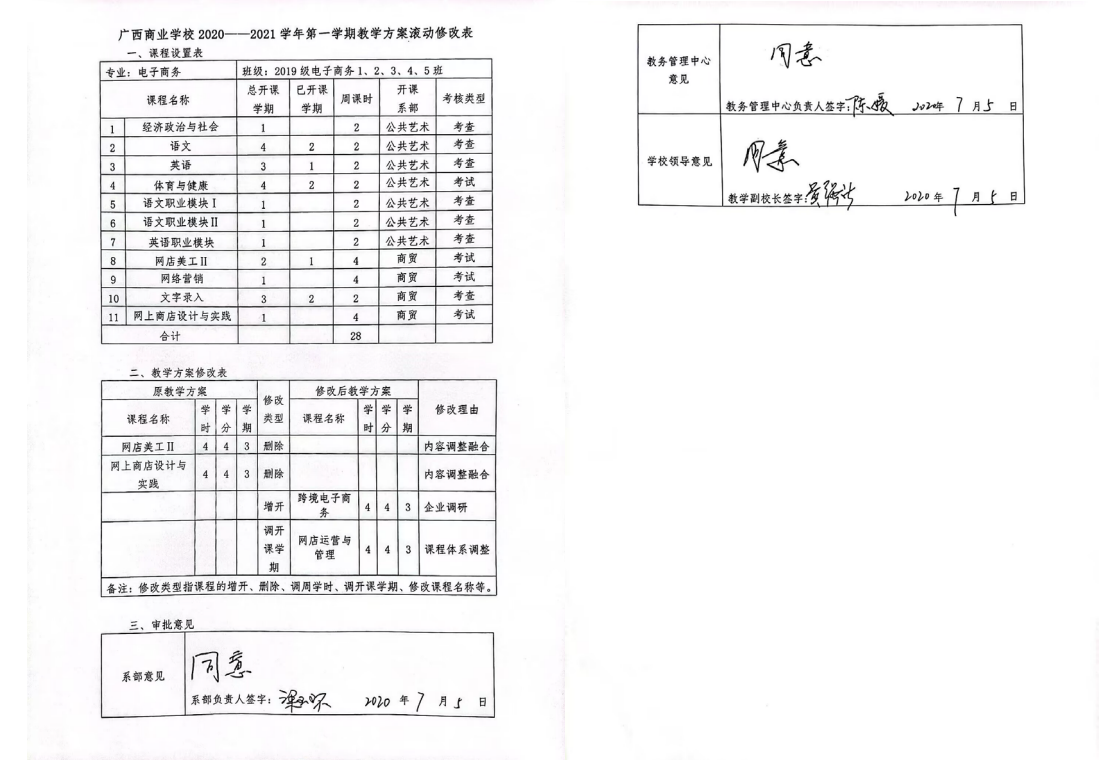 广西商业学校 2020——2021 学年第一学期教学方案滚动修改表
一、课程设置表
专业：电子商务 班级：2019 级电子商务 1、2、3、4、5 班
课程名称 总开课学期 已开课学期 周课时 开课系部 考核类型
1 经济政治与社会 1 2 公共艺术 考查
2 语文 4 2 2 公共艺术 考查
3 英语 3 1 2 公共艺术 考查
4 体育与健康 4 2 2 公共艺术 考试
5 语文职业模块Ⅰ 1 2 公共艺术 考查
6 语文职业模块Ⅱ 1 2 公共艺术 考查
7 英语职业模块 1 2 公共艺术 考查
8 网店美工Ⅱ 2 1 4 商贸 考试
9 网络营销 1 4 商贸 考试
10 文字录入 3 2 2 商贸 考查
11 网上商店设计与实践 1 4 商贸 考试
合计 28
二、教学方案修改表
原教学方案 修改类型 修改后教学方案 修改理由
课程名称 学时 学分 学期 课程名称 学时 学分 学期
网店美工Ⅱ 4 4 3 删除 内容调整融合
网上商店设计与实践 4 4 3 删除 内容调整融合
增开 跨境电子商务 4 4 3 企业调研
调开课学期 网店运营与管理 4 4 3 课程体系调整
备注：修改类型指课程的增开、删除、调周学时、调开课学期、修改课程名称等。
三、审批意见
系部意见 同意
系部负责人签字： 2020 年 7 月 5 日
教务管理中心意见 同意
教务管理中心负责人签字：陈媛 2020年 7 月 5 日
学校领导意见 同意
教学副校长签字： 2020 年 7 月 5 日